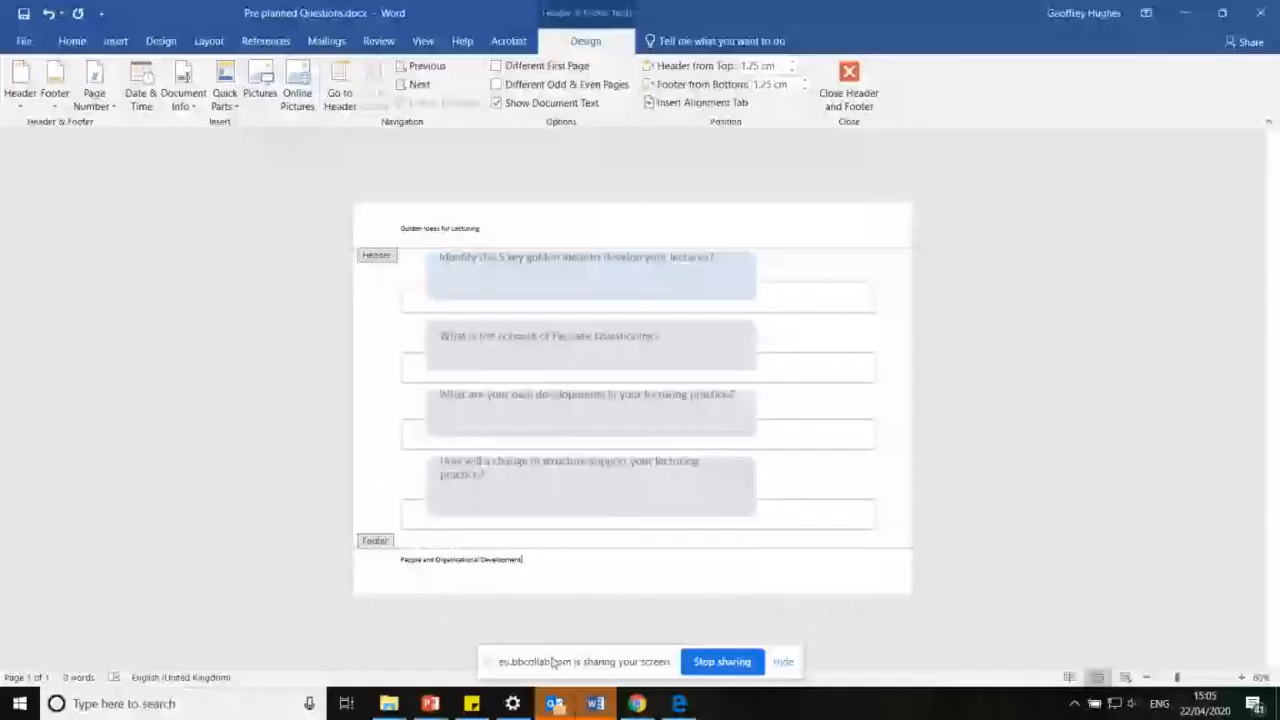 Pre planned Questions.docx - Word
Header & Footer Tools
Geoffrey Hughes
File Home Insert Design Layout References Mailings Review View Help Acrobat Design Tell me what you want to do Share
Header
Footer
Page Number
Date & Time
Document Info
Quick Parts
Pictures
Online Pictures
Go to Header
Previous
Next
Different First Page
Different Odd & Even Pages
Show Document Text
Header from Top: 1.25 cm
Footer from Bottom: 1.25 cm
Insert Alignment Tab
Close Header and Footer
Header & Footer Insert Navigation Options Position Close
Golden Ideas for Lecturing
Header
Identify the 5 key golden ideas to develop your lectures?
What is the concept of Questioning?
What are your own developments in your lecturing practice?
How will a change in structure support your lecturing
practice?
Footer
People and Organisational Development
eu.bbcollab.com is sharing your screen. Stop sharing Hide
Page 1 of 1 0 words English (United Kingdom) 60%
Type here to search
ENG
15:05
22/04/2020